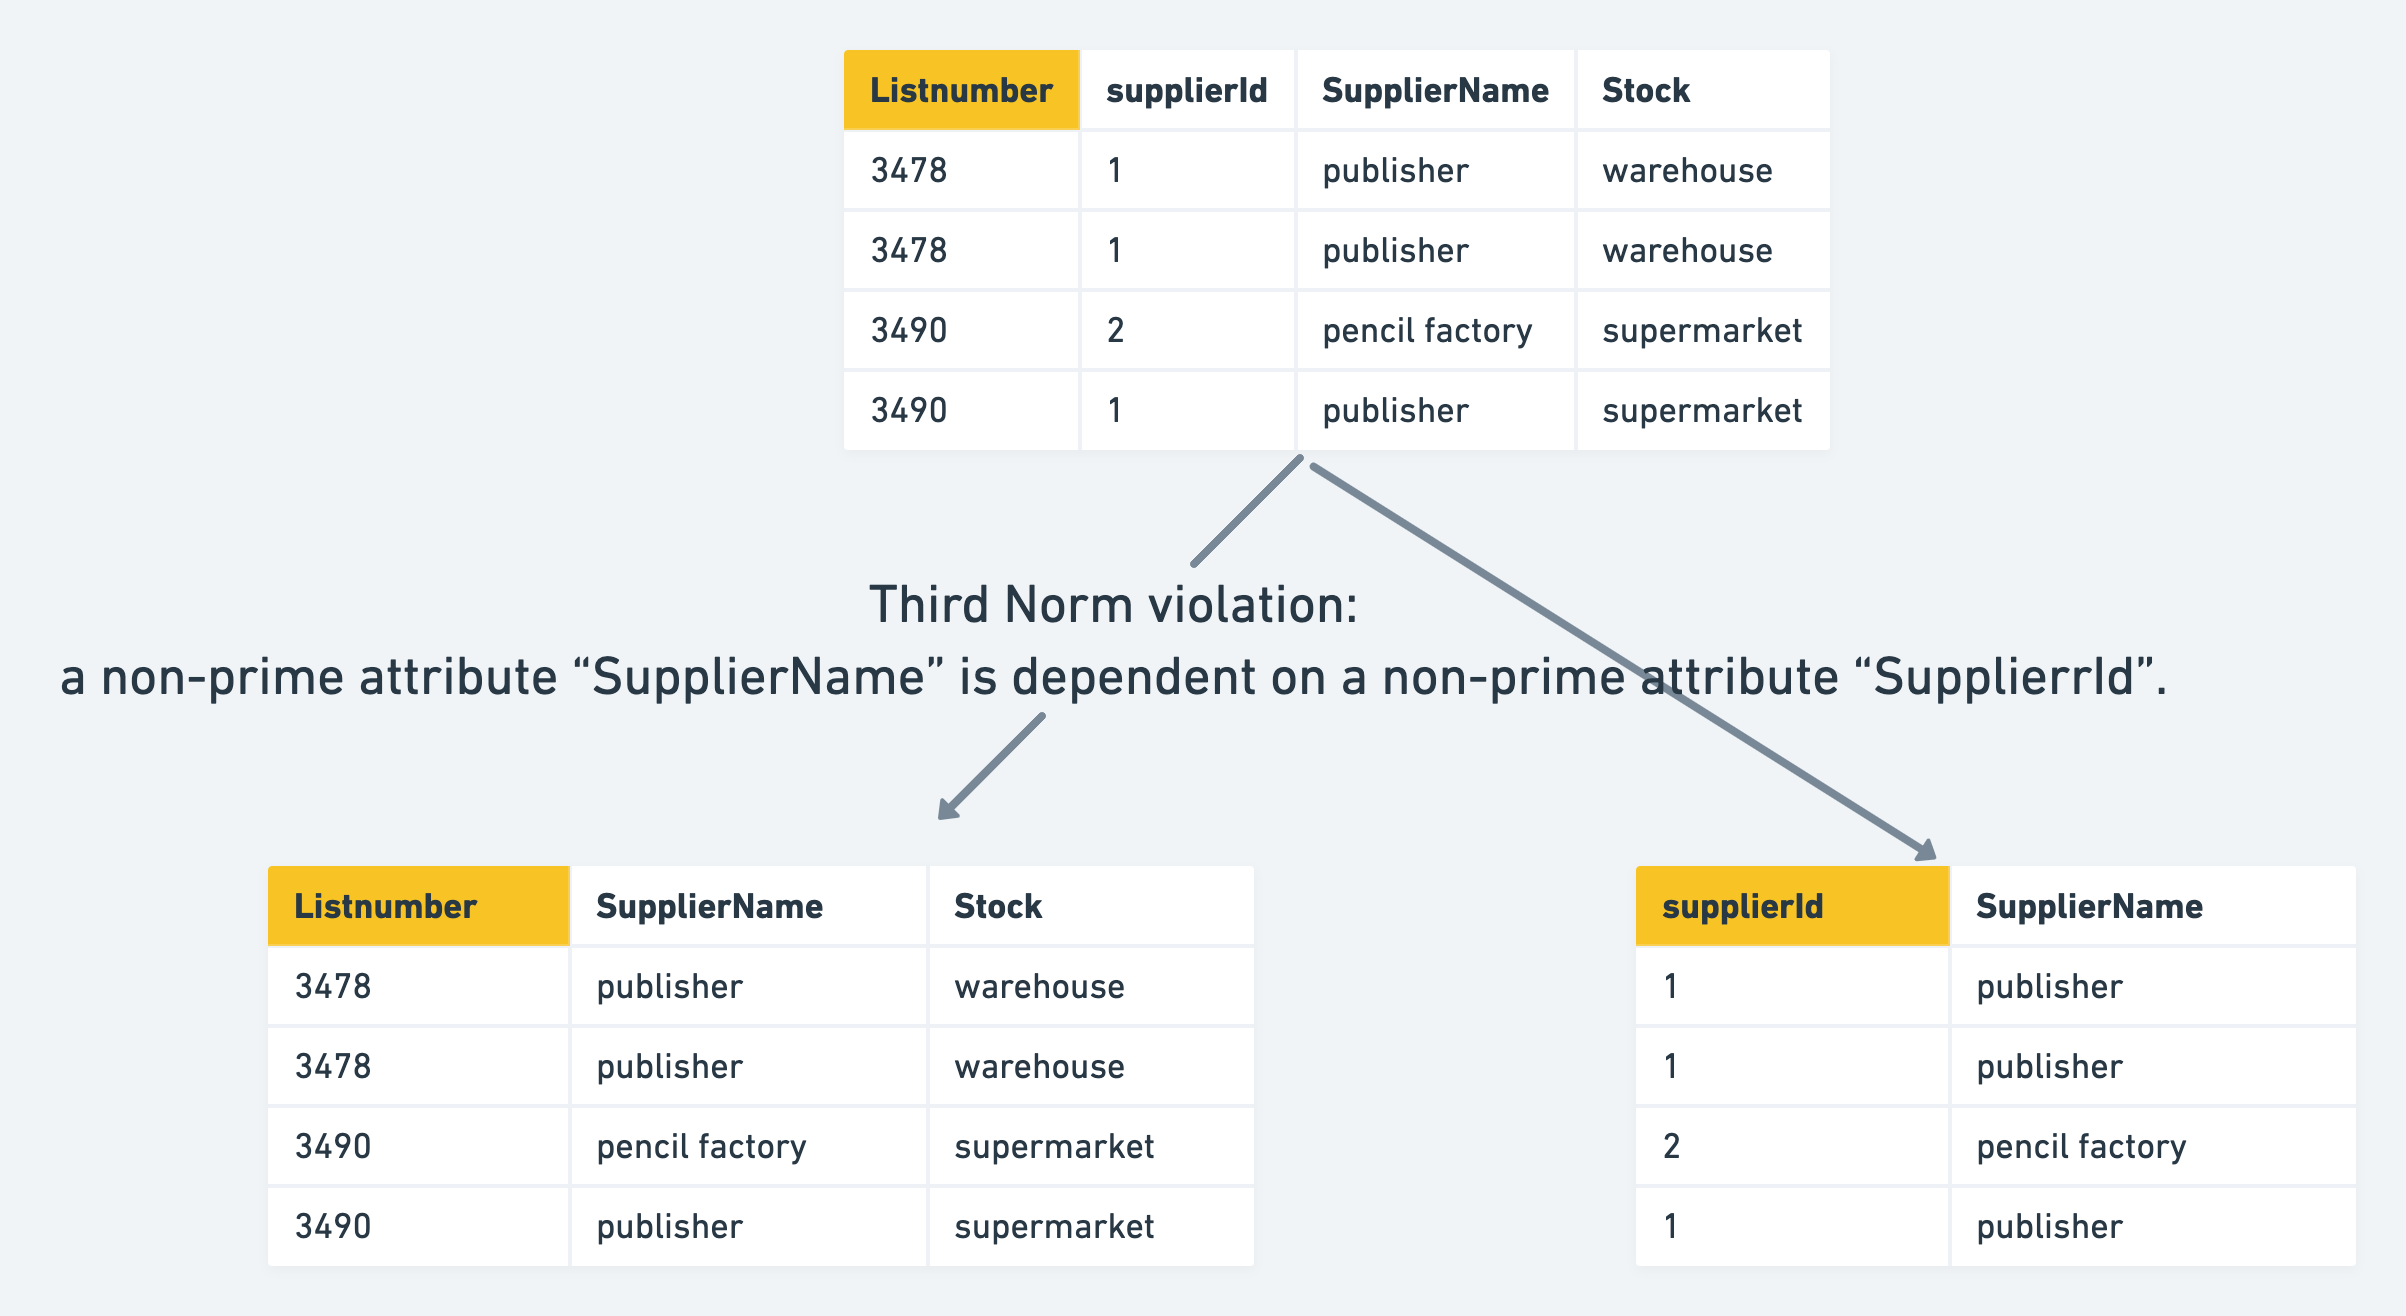 Listnumber supplierId SupplierName Stock
3478 1 publisher warehouse
3478 1 publisher warehouse
3490 2 pencil factory supermarket
3490 1 publisher supermarket
Third Norm violation:
a non-prime attribute “SupplierName” is dependent on a non-prime attribute “SupplierrId”.
Listnumber SupplierName Stock
3478 publisher warehouse
3478 publisher warehouse
3490 pencil factory supermarket
3490 publisher supermarket
supplierId SupplierName
1 publisher
1 publisher
2 pencil factory
1 publisher